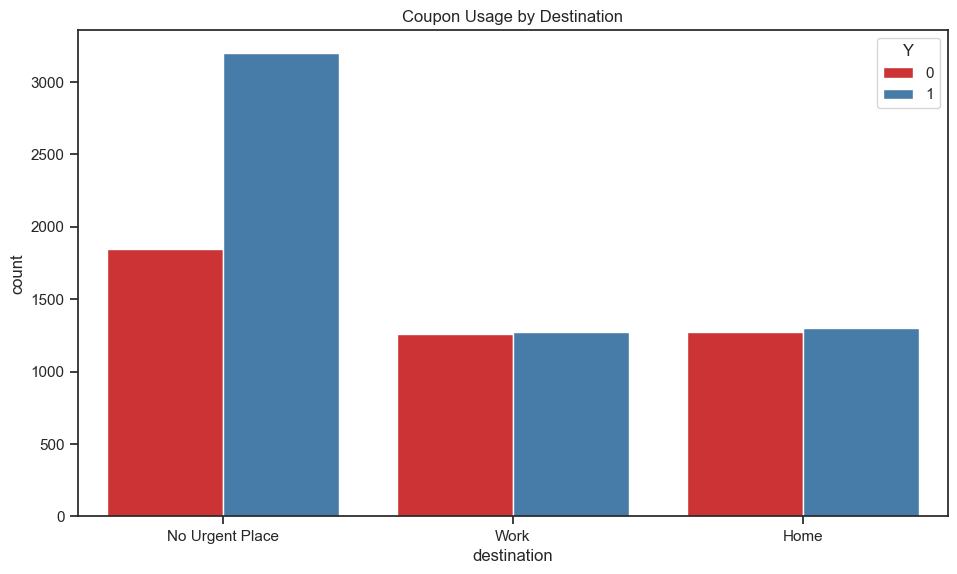 Coupon Usage by Destination
Y
0
1
3000
2500
2000
1500
1000
500
0
count
No Urgent Place
Work
Home
destination